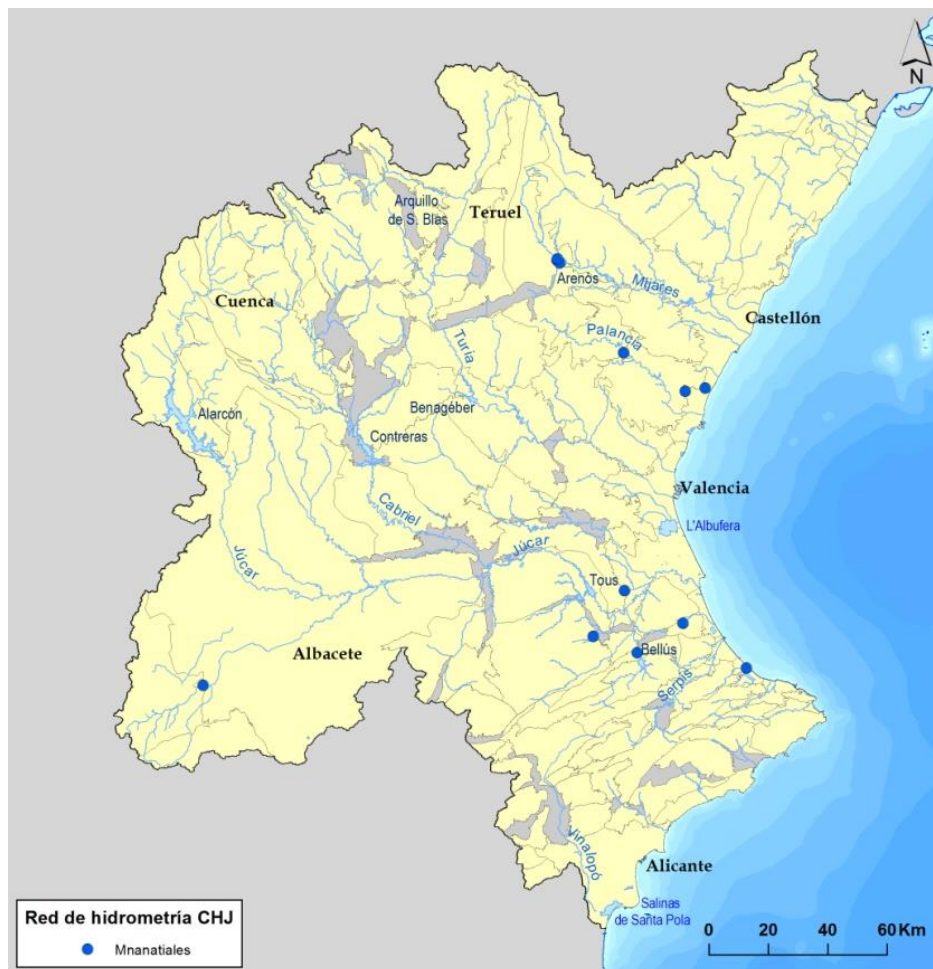 N
Arquillo
de S. Blas
Teruel
Arenós
Mijares
Cuenca
Castellón
Palancia
Turia
Alarcón
Benagéber
Contreras
Valencia
Cabriel
L'Albufera
Júcar
Júcar
Tous
Albacete
Bellús
Serpis
Vinalopó
Alicante
Salinas
de Santa Pola
Red de hidrometría CHJ
Mnanatiales
0 20 40 60 Km